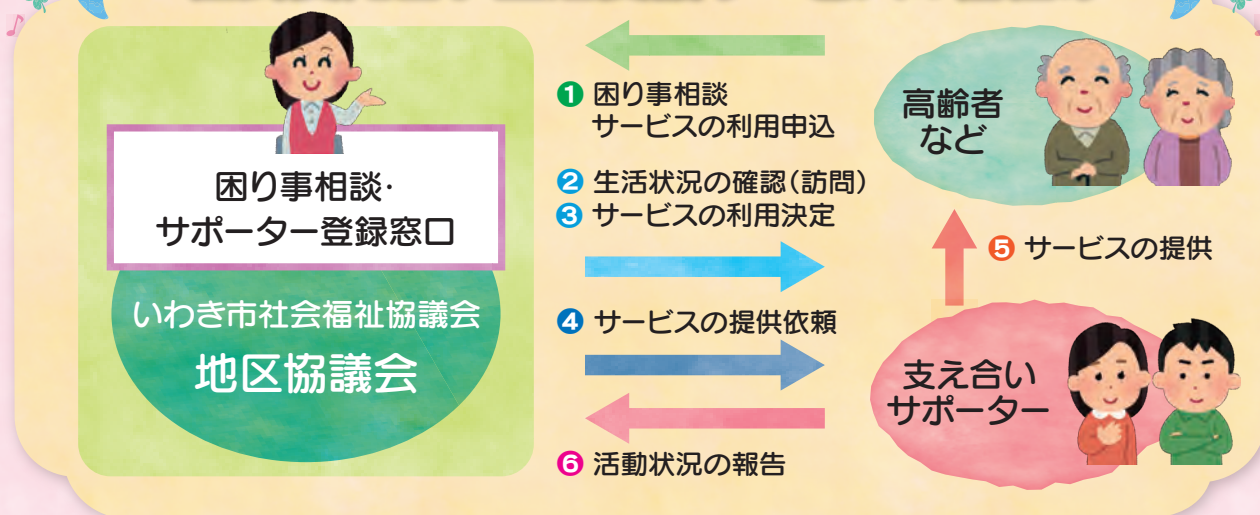 困り事相談・
サポーター登録窓口
いわき市社会福祉協議会
地区協議会
❶ 困り事相談
サービスの利用申込
❷ 生活状況の確認(訪問)
❸ サービスの利用決定
❹ サービスの提供依頼
❻ 活動状況の報告
高齢者
など
❺ サービスの提供
支え合い
サポーター